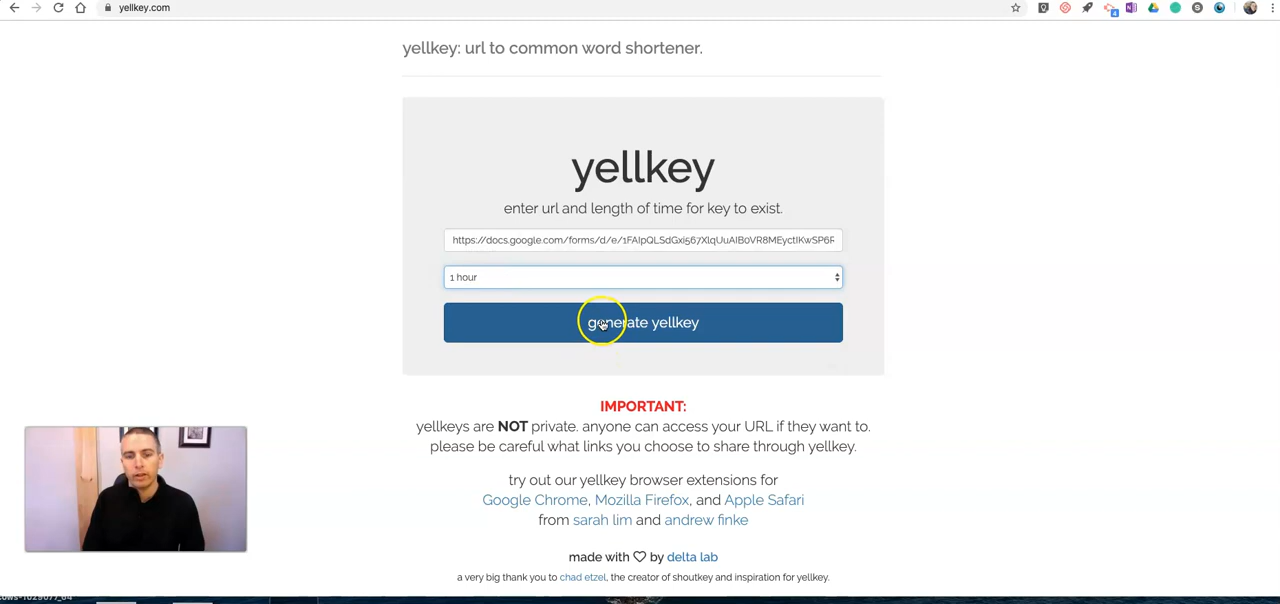 yellkey.com
4
S
yellkey: url to common word shortener.
yellkey
enter url and length of time for key to exist.
https://docs.google.com/forms/d/e/1FAIpQLSdGxi567XlqUuAIB0VR8MEyctIKwSP6R
1 hour
generate yellkey
IMPORTANT:
yellkeys are NOT private. anyone can access your URL if they want to.
please be careful what links you choose to share through yellkey.
try out our yellkey browser extensions for
Google Chrome, Mozilla Firefox, and Apple Safari
from sarah lim and andrew finke
made with ♡ by delta lab
a very big thank you to chad etzel, the creator of shoutkey and inspiration for yellkey.